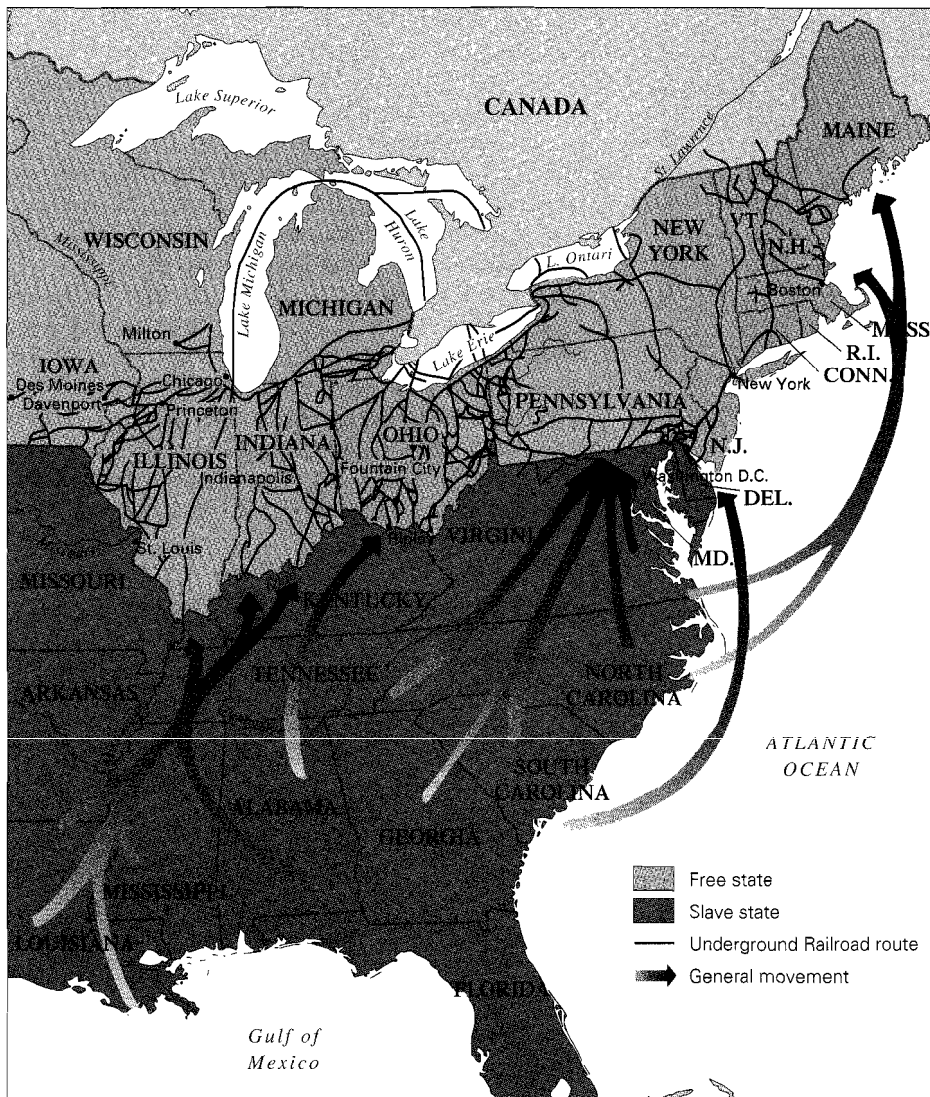 Lake Superior
CANADA
MAINE
St. Lawrence
WISCONSIN
Mississippi
Lake Michigan
Lake
Huron
NEW
YORK
VT
N.H.
L. Ontari
MICHIGAN
Boston
Milton
MASS
R.I.
CONN.
Lake Erie
IOWA
Des Moines
Davenport
Chicago
Princeton
New York
PENNSYLVANIA
INDIANA
OHIO
ILLINOIS
Indianapolis
Fountain City
N.J.
Washington D.C.
DEL.
VIRGINI
St. Louis
MD.
MISSOURI
KENTUCKY
TENNESSEE
NORTH
CAROLINA
ARKANSAS
ATLANTIC
OCEAN
SOUTH
CAROLINA
ALABAMA
GEORGIA
MISSISSIPPI
LOUISIANA
FLORIDA
Gulf of
Mexico
Free state
Slave state
Underground Railroad route
General movement